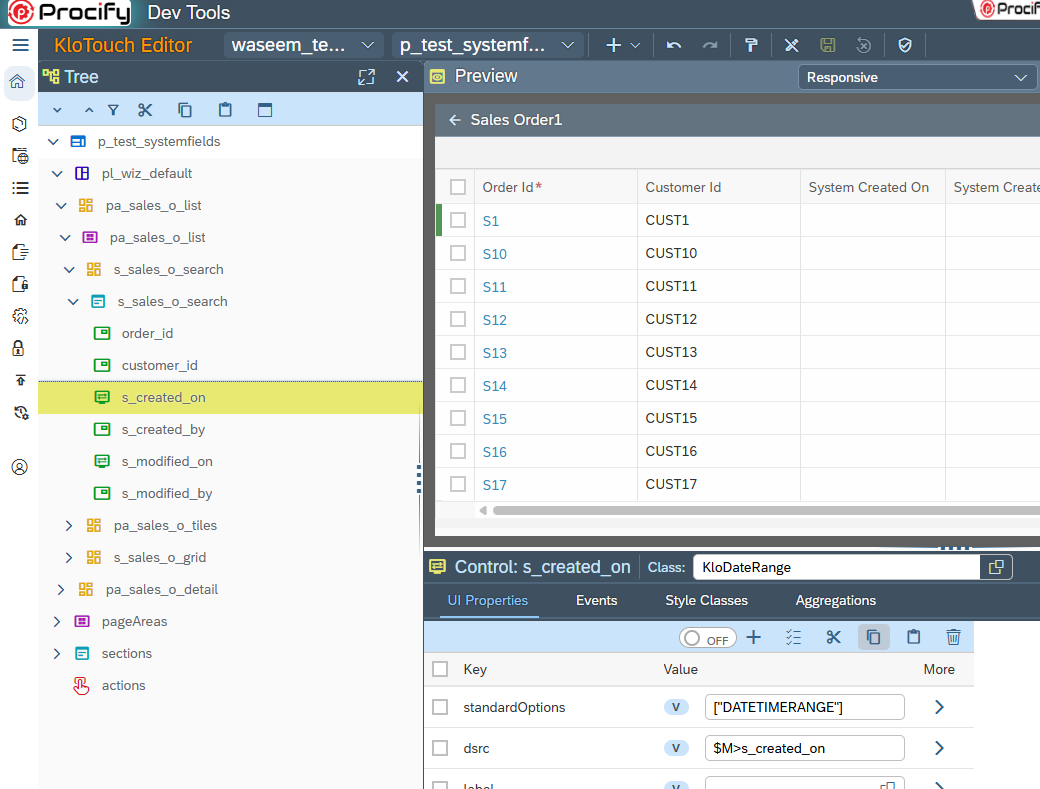 Procify Dev Tools
Procif
KloTouch Editor waseem_te... p_test_systemf...
Tree
Preview Responsive
p_test_systemfields
pl_wiz_default
pa_sales_o_list
pa_sales_o_list
s_sales_o_search
s_sales_o_search
order_id
customer_id
s_created_on
s_created_by
s_modified_on
s_modified_by
pa_sales_o_tiles
s_sales_o_grid
pa_sales_o_detail
pageAreas
sections
actions
Sales Order1
Order Id* Customer Id System Created On System Create
S1 CUST1
S10 CUST10
S11 CUST11
S12 CUST12
S13 CUST13
S14 CUST14
S15 CUST15
S16 CUST16
S17 CUST17
Control: s_created_on Class: KloDateRange
UI Properties Events Style Classes Aggregations
OFF
Key Value More
standardOptions V ["DATETIMERANGE"]
dsrc V $M>s_created_on
label V